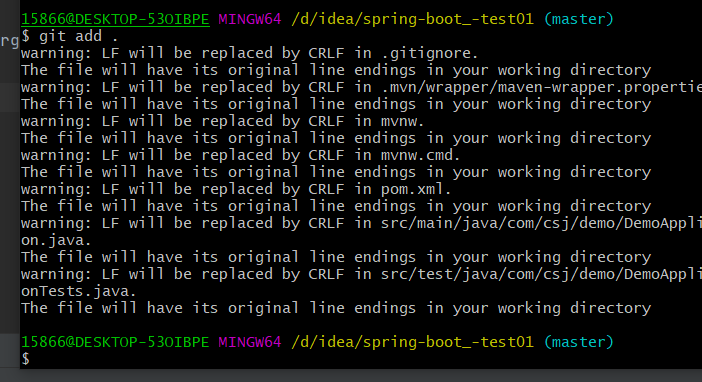 15866@DESKTOP-53OIBPE MINGW64 /d/idea/spring-boot_-test01 (master)
rg
$ git add .
warning: LF will be replaced by CRLF in .gitignore.
The file will have its original line endings in your working directory
warning: LF will be replaced by CRLF in .mvn/wrapper/maven-wrapper.propertie
The file will have its original line endings in your working directory
warning: LF will be replaced by CRLF in mvnw.
The file will have its original line endings in your working directory
warning: LF will be replaced by CRLF in mvnw.cmd.
The file will have its original line endings in your working directory
warning: LF will be replaced by CRLF in pom.xml.
The file will have its original line endings in your working directory
warning: LF will be replaced by CRLF in src/main/java/com/csj/demo/DemoAppli
on.java.
The file will have its original line endings in your working directory
warning: LF will be replaced by CRLF in src/test/java/com/csj/demo/DemoAppli
onTests.java.
The file will have its original line endings in your working directory
15866@DESKTOP-53OIBPE MINGW64 /d/idea/spring-boot_-test01 (master)
$